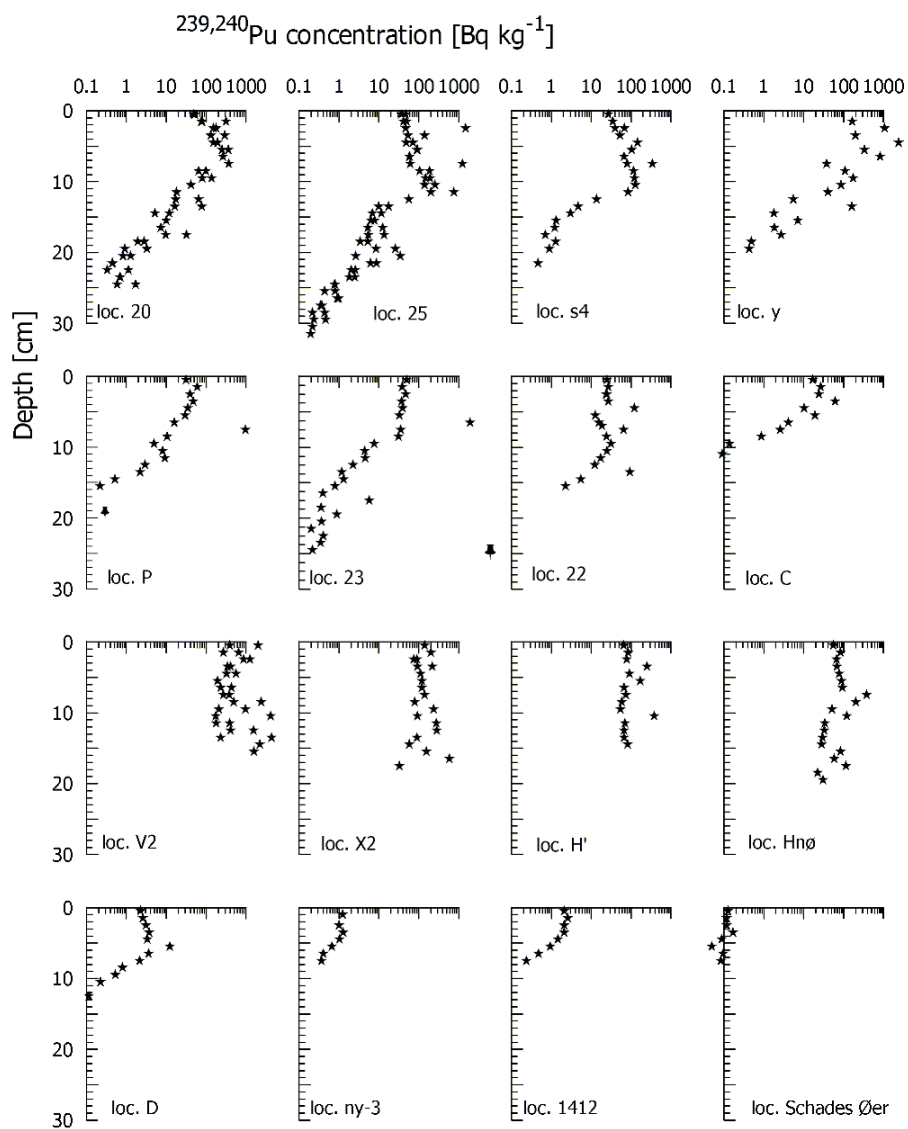 239,240Pu concentration [Bq kg-1]
0.1 1 10 100 1000 0.1 1 10 100 1000 0.1 1 10 100 1000 0.1 1 10 100 1000
0
10
20
30
loc. 20
loc. 25
loc. s4
loc. y
Depth [cm]
0
10
20
30
loc. P
loc. 23
loc. 22
loc. C
0
10
20
30
loc. V2
loc. X2
loc. H'
loc. Hnø
0
10
20
30
loc. D
loc. ny-3
loc. 1412
loc. Schades Øer